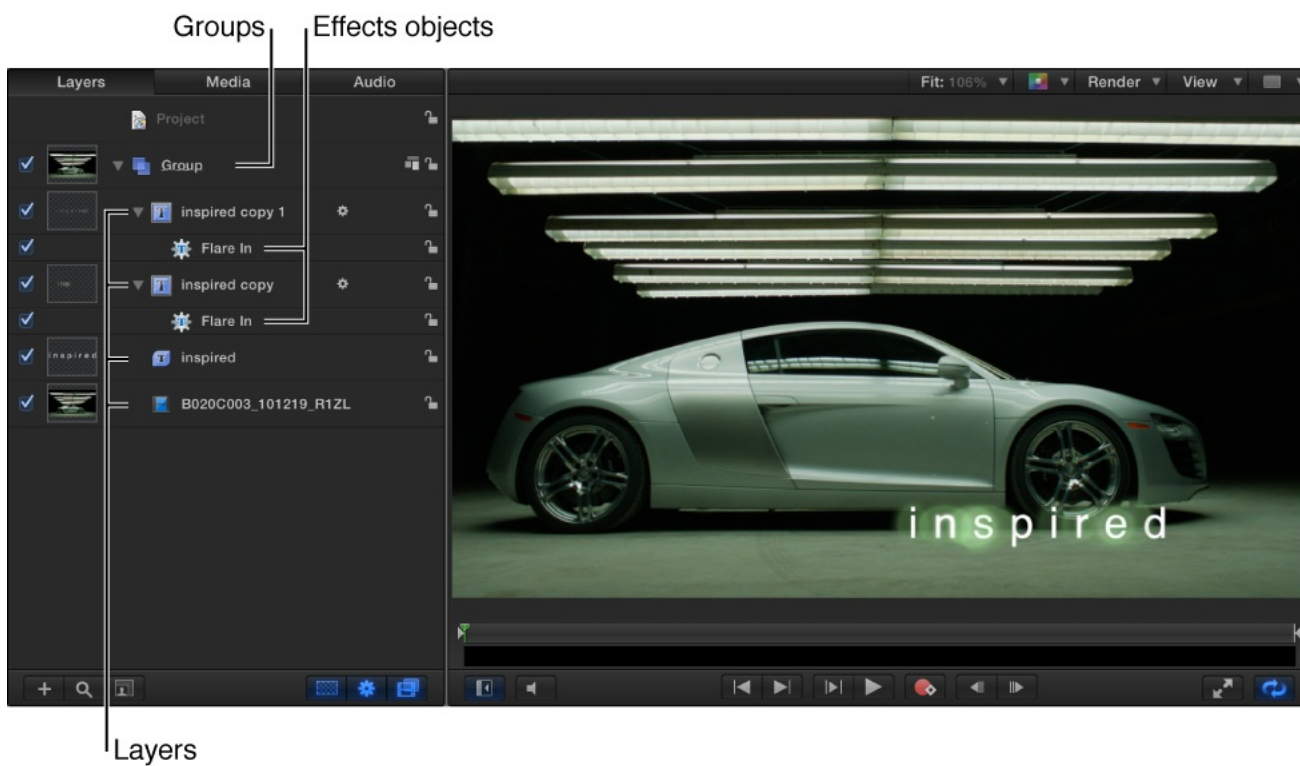 Groups Effects objects
Layers Media Audio
Fit: 106% Render View
Project
Group
inspired copy 1
Flare In
inspired copy
Flare In
inspired
inspired
B020C003_101219_R1ZL
inspired
Layers